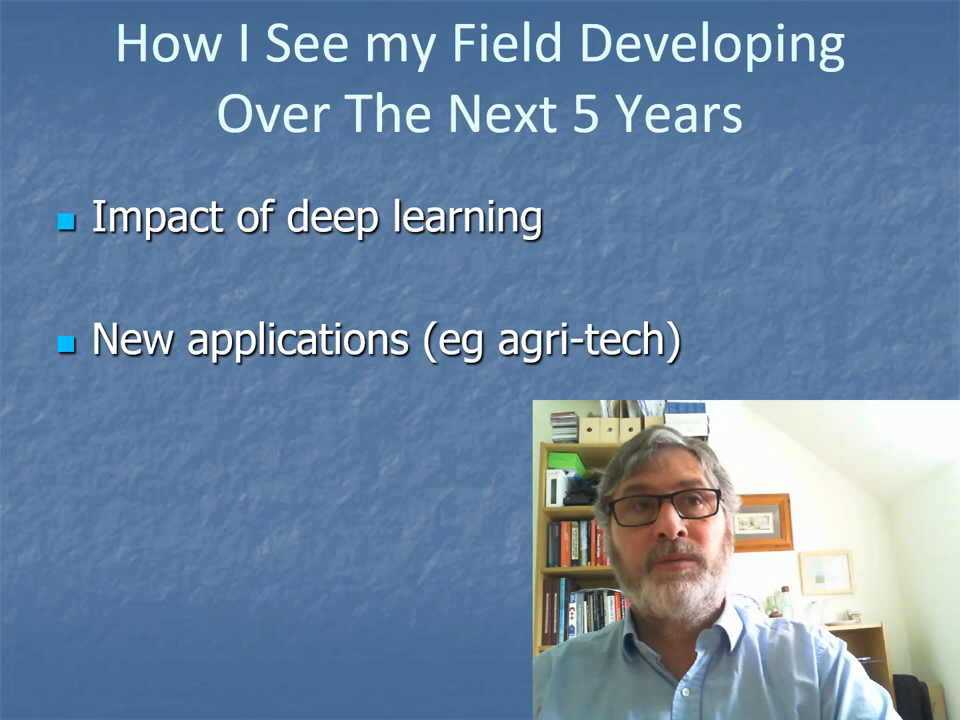 How I See my Field Developing
Over The Next 5 Years
Impact of deep learning
New applications (eg agri-tech)